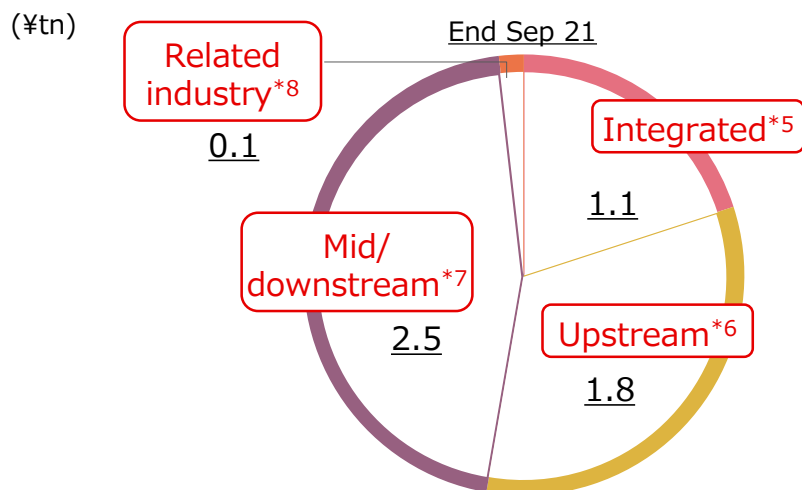 (¥tn)
End Sep 21
Related
industry*8
0.1
Integrated*5
1.1
Mid/
downstream*7
2.5
Upstream*6
1.8